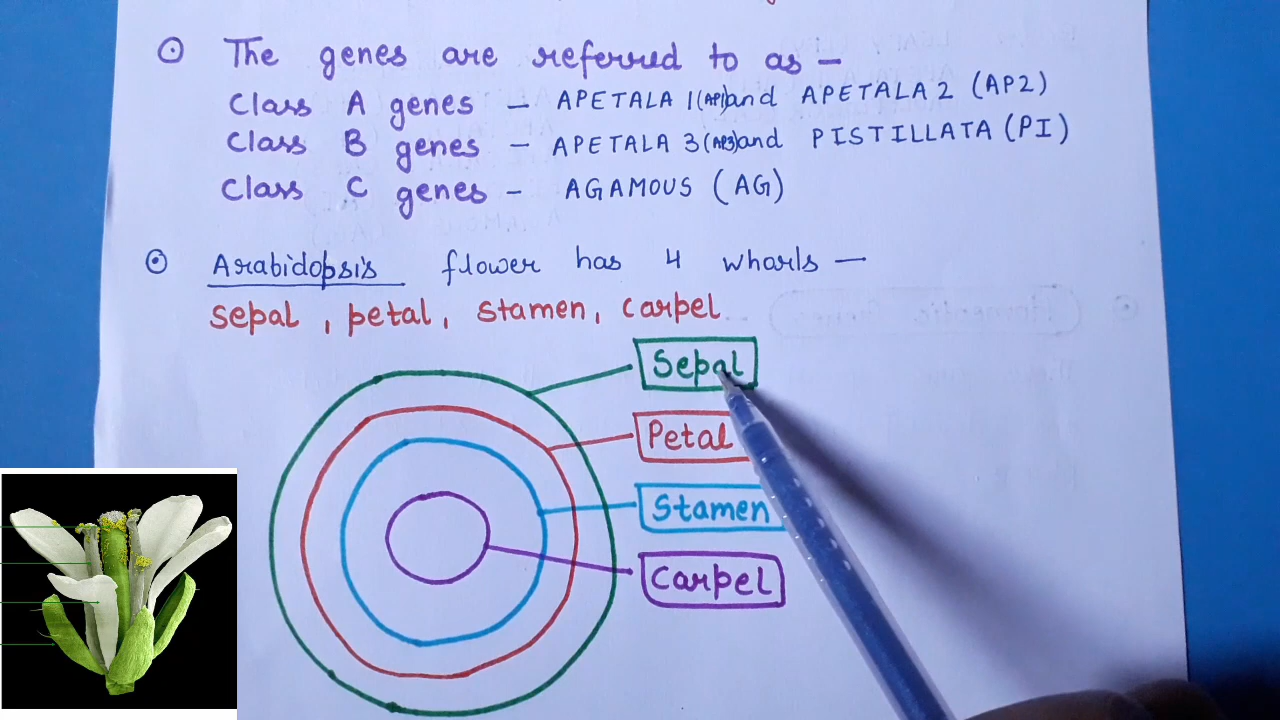 The genes are referred to as -
Class A genes - APETALA 1(AP1)and APETALA 2 (AP2)
Class B genes - APETALA 3(AP3)and PISTILLATA (PI)
Class C genes - AGAMOUS (AG)
Arabidopsis flower has 4 wharls -
sepal, petal, stamen, carpel
Sepal
Petal
Stamen
Carpel